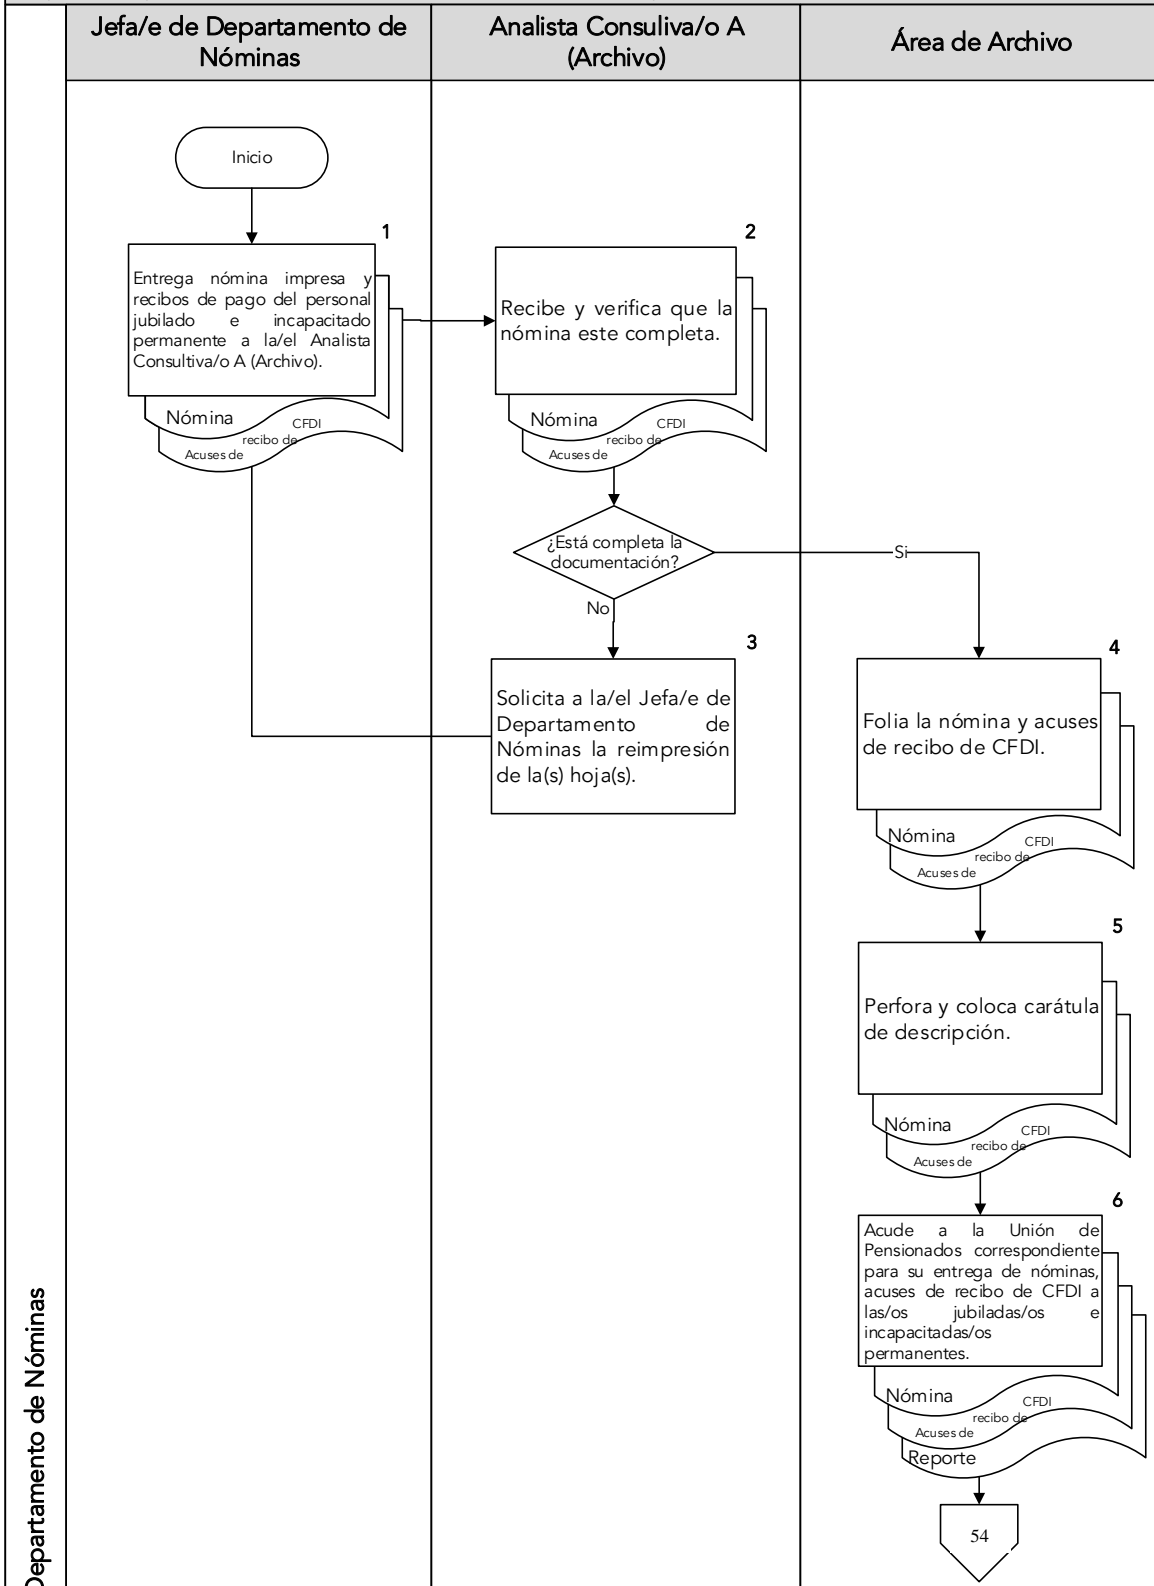 Jefa/e de Departamento de
Nóminas
Analista Consuliva/o A
(Archivo)
Área de Archivo
Departamento de Nóminas
Inicio
1
Entrega nómina impresa y
recibos de pago del personal
jubilado e incapacitado
permanente a la/el Analista
Consultiva/o A (Archivo).
Nómina
CFDI
recibo de
Acuses de
2
Recibe y verifica que la
nómina este completa.
Nómina
CFDI
recibo de
Acuses de
¿Está completa la
documentación?
Si
No
3
Solicita a la/el Jefa/e de
Departamento de
Nóminas la reimpresión
de la(s) hoja(s).
4
Folia la nómina y acuses
de recibo de CFDI.
Nómina
CFDI
recibo de
Acuses de
5
Perfora y coloca carátula
de descripción.
Nómina
CFDI
recibo de
Acuses de
6
Acude a la Unión de
Pensionados correspondiente
para su entrega de nóminas,
acuses de recibo de CFDI a
las/os jubiladas/os e
incapacitadas/os
permanentes.
Nómina
CFDI
recibo de
Acuses de
Reporte
54